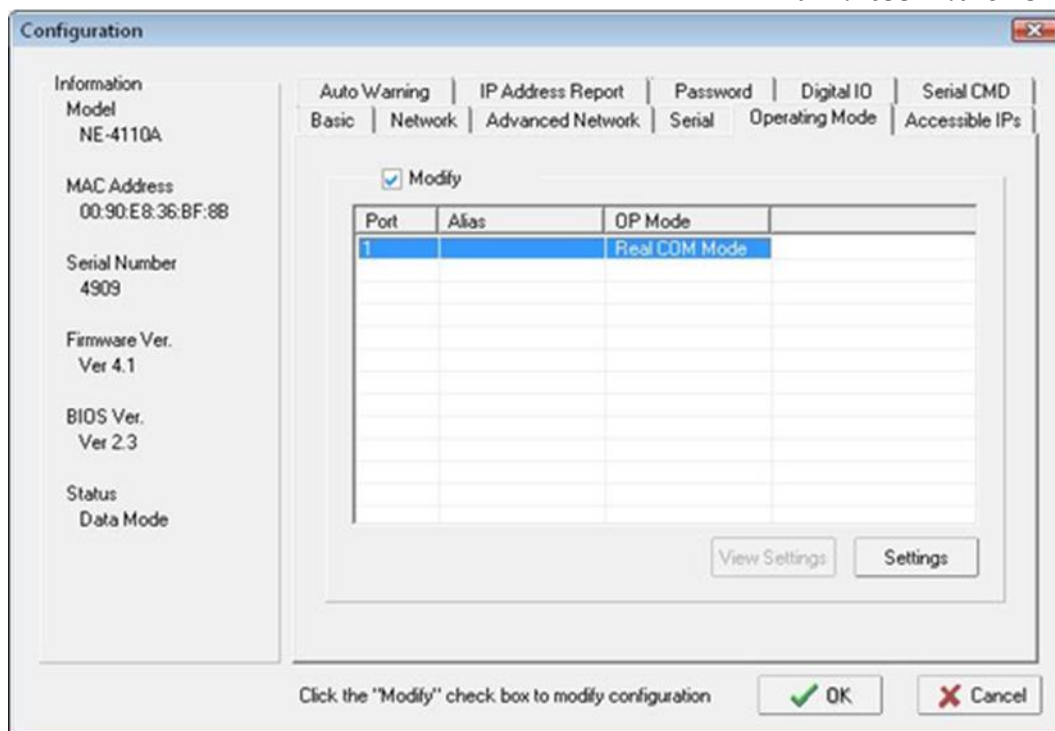 Configuration
Information
Model
NE-4110A
MAC Address
00:90:E8:36:BF:8B
Serial Number
4909
Firmware Ver.
Ver 4.1
BIOS Ver.
Ver 2.3
Status
Data Mode
Auto Warning
IP Address Report
Password
Digital IO
Serial CMD
Basic
Network
Advanced Network
Serial
Operating Mode
Accessible IPs
Modify
Port Alias OP Mode
1 Real COM Mode
View Settings
Settings
Click the "Modify" check box to modify configuration
OK
Cancel